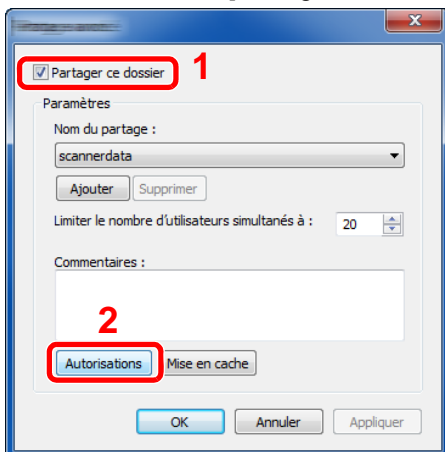 Partager ce dossier
1
Paramètres
Nom du partage :
scannerdata
Ajouter Supprimer
Limiter le nombre d'utilisateurs simultanés à : 20
Commentaires :
2
Autorisations Mise en cache
OK Annuler Appliquer